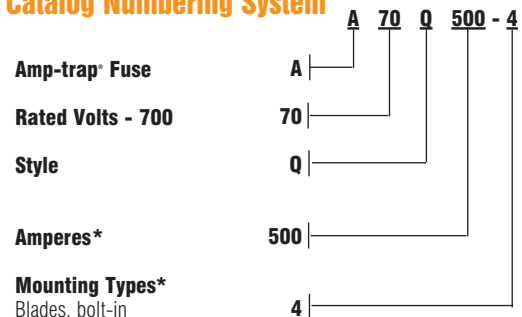 Catalog Numbering System
A 70 Q 500 - 4
Amp-trap® Fuse A
Rated Volts - 700 70
Style Q
Amperes* 500
Mounting Types*
Blades, bolt-in 4